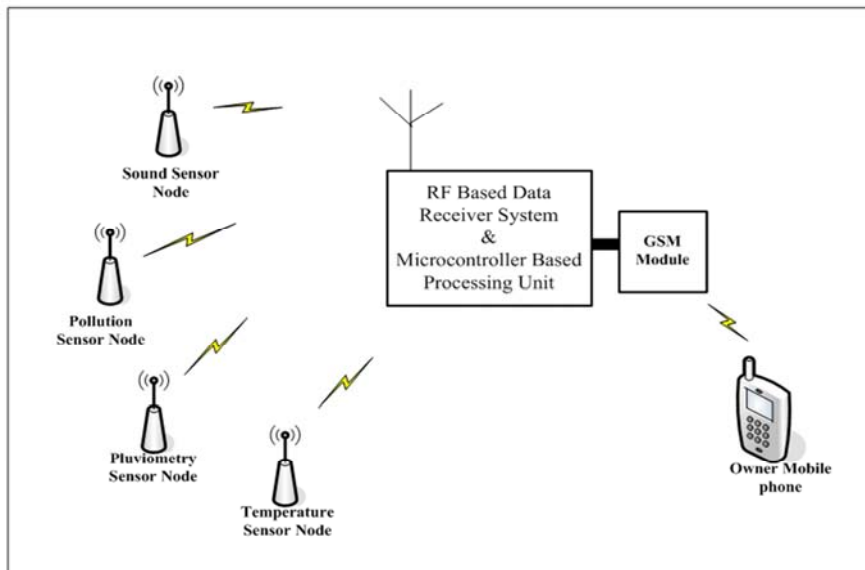 Sound Sensor
Node
Pollution
Sensor Node
Pluviometry
Sensor Node
Temperature
Sensor Node
RF Based Data
Receiver System
&
Microcontroller Based
Processing Unit
GSM
Module
Owner Mobile
phone